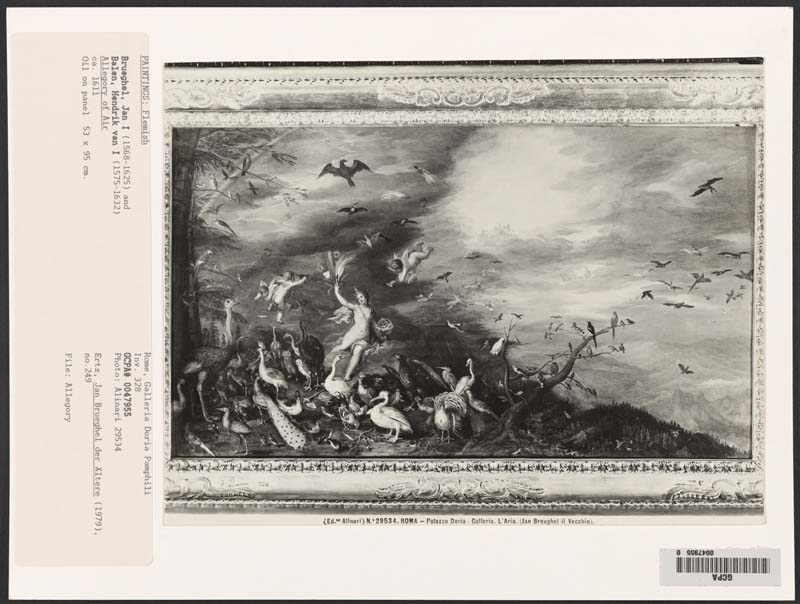 PAINTINGS: Flemish
Brueghel, Jan I (1568-1625) and
Balen, Hendrik van I (1575-1632)
Allegory of Air
ca. 1611
Oil on panel 53 x 95 cm.
Rome, Galleria Doria Pamphili
Inv. 328
GCPA# 0047955
Photo: Alinari 29534
Ertz, Jan Brueghel der Ältere (1979),
no.249
File: Allegory
(Ed.ne Alinari) N.º 29534. ROMA - Palazzo Doria - Galleria. L'Aria. (Jan Breughel il Vecchio).
GCPA
0047955 0